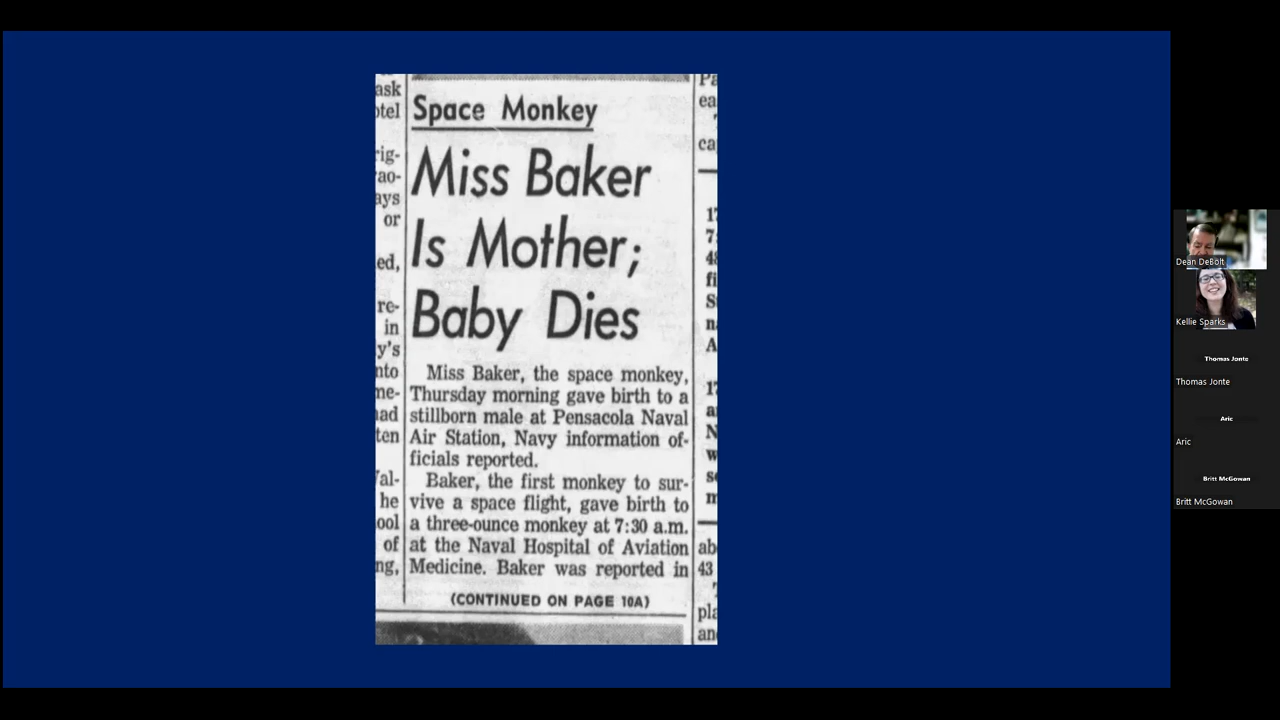 Space Monkey
Miss Baker
Is Mother;
Baby Dies
Miss Baker, the space monkey,
Thursday morning gave birth to a
stillborn male at Pensacola Naval
Air Station, Navy information of-
ficials reported.
Baker, the first monkey to sur-
vive a space flight, gave birth to
a three-ounce monkey at 7:30 a.m.
at the Naval Hospital of Aviation
Medicine. Baker was reported in
(CONTINUED ON PAGE 10A)
Dean DeBolt
Kellie Sparks
Thomas Jonte
Thomas Jonte
Aric
Aric
Britt McGowan
Britt McGowan